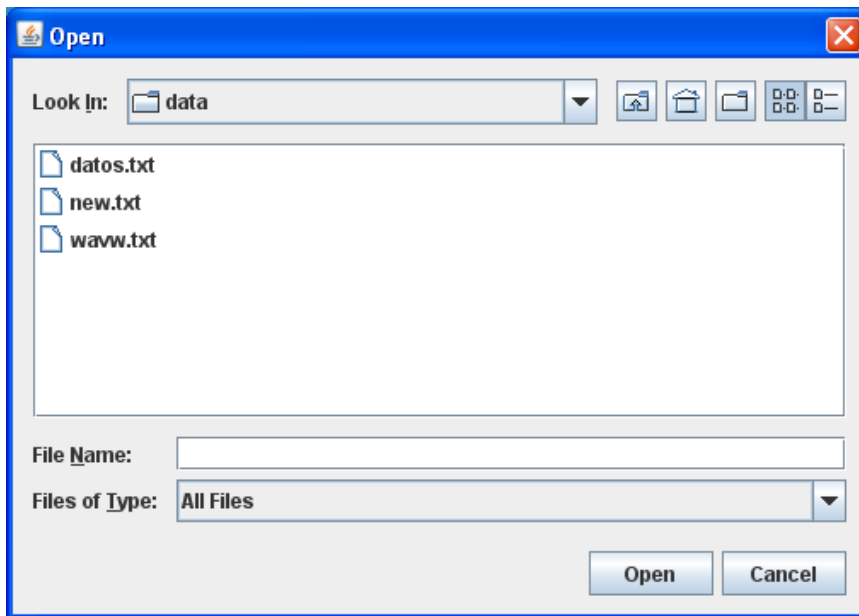 Open
Look In: data
datos.txt
new.txt
wavw.txt
File Name:
Files of Type: All Files
Open Cancel